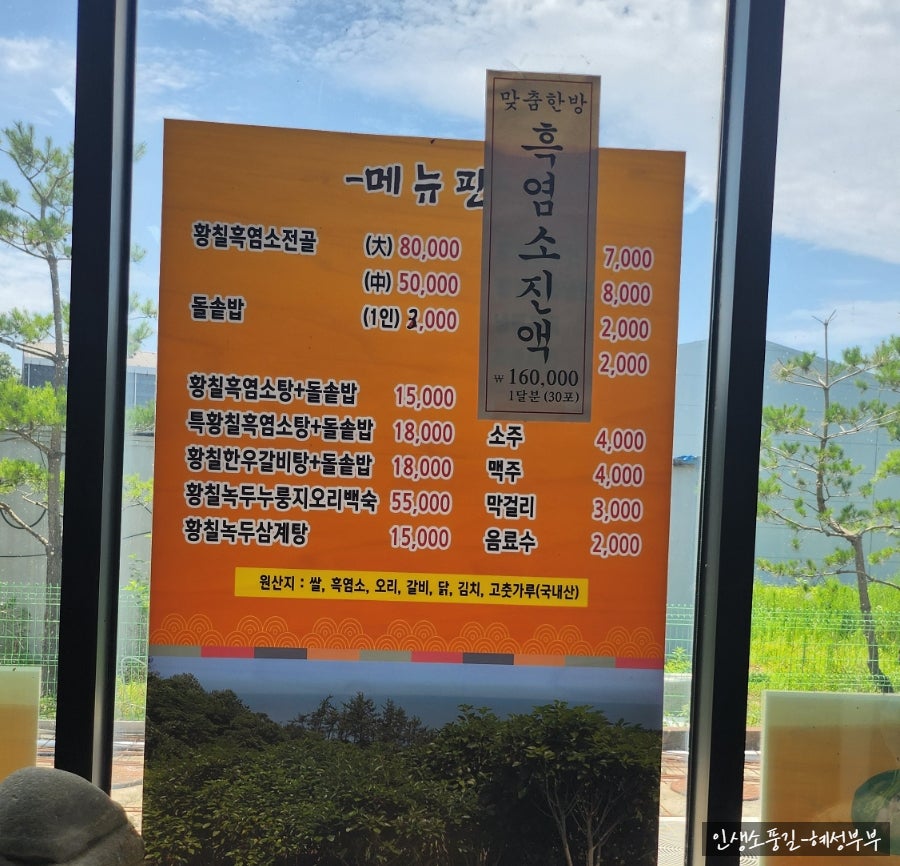 맞춤한방
흑염소진액
₩ 160,000
1달분 (30포)
-메뉴판
황칠흑염소전골 (大) 80,000
(中) 50,000
돌솥밥 (1인) 2,000
황칠흑염소탕+돌솥밥 15,000
특황칠흑염소탕+돌솥밥 18,000
황칠한우갈비탕+돌솥밥 18,000
황칠녹두누룽지오리백숙 55,000
황칠녹두삼계탕 15,000
7,000
8,000
2,000
2,000
소주 4,000
맥주 4,000
막걸리 3,000
음료수 2,000
원산지 : 쌀, 흑염소, 오리, 갈비, 닭, 김치, 고춧가루(국내산)
인생소풍길-혜성부부